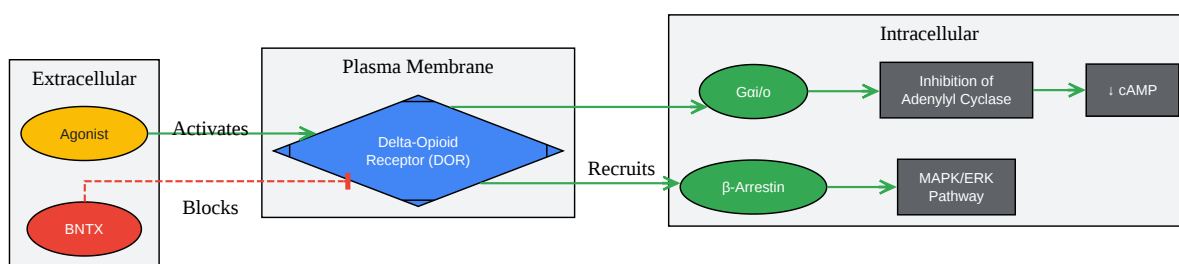 Extracellular
Agonist
BNTX
Activates
Blocks
Plasma Membrane
Delta-Opioid
Receptor (DOR)
Recruits
Intracellular
Gαi/o
Inhibition of
Adenylyl Cyclase
↓ cAMP
β-Arrestin
MAPK/ERK
Pathway